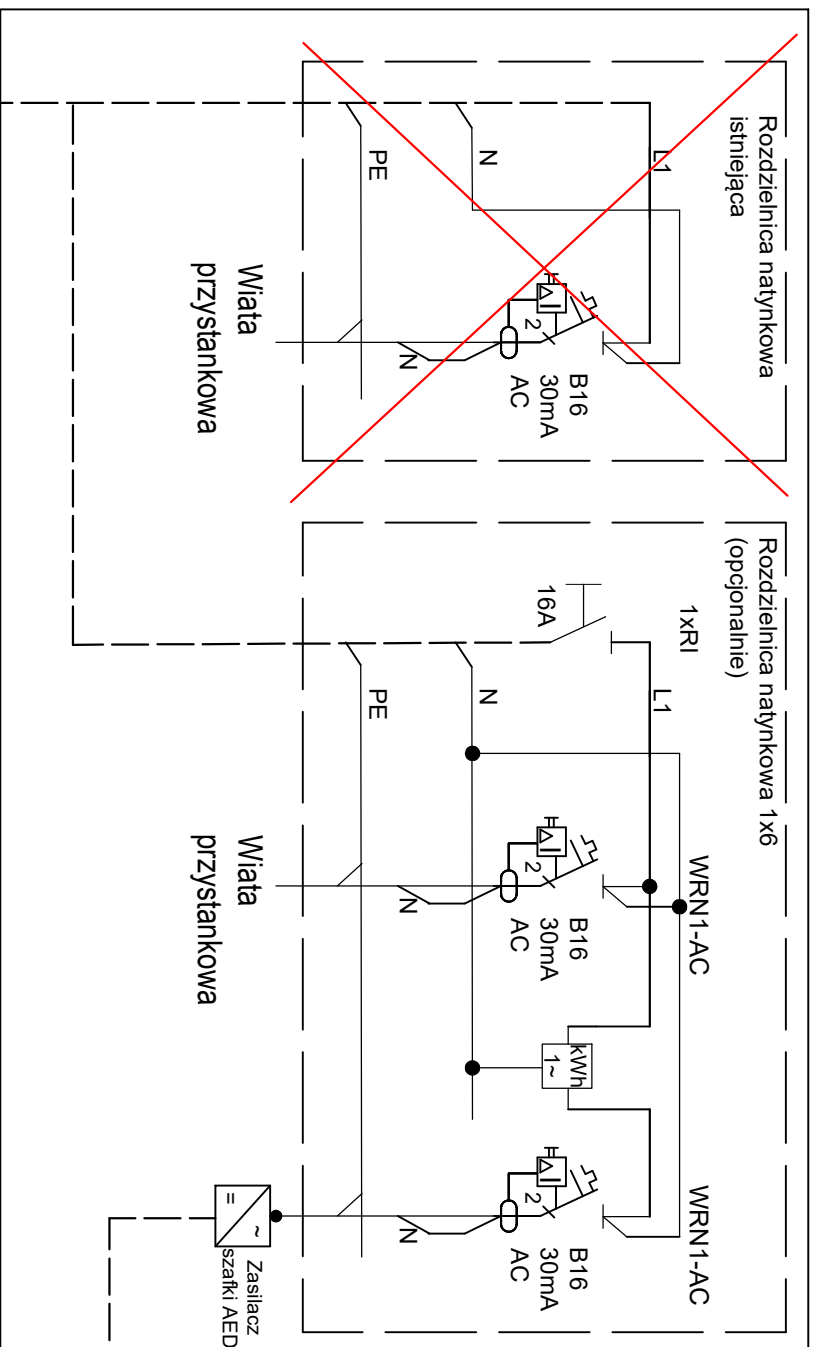 Rozdzielnica natynkowa
istniejąca
L1
N
PE
2
B16
30mA
AC
N
Wiata
przystankowa
Rozdzielnica natynkowa 1x6
(opcjonalnie)
1xRI
16A
L1
N
PE
WRN1-AC
2
B16
30mA
AC
N
Wiata
przystankowa
kWh
1~
WRN1-AC
2
B16
30mA
AC
N
=
~
Zasilacz
szafki AED